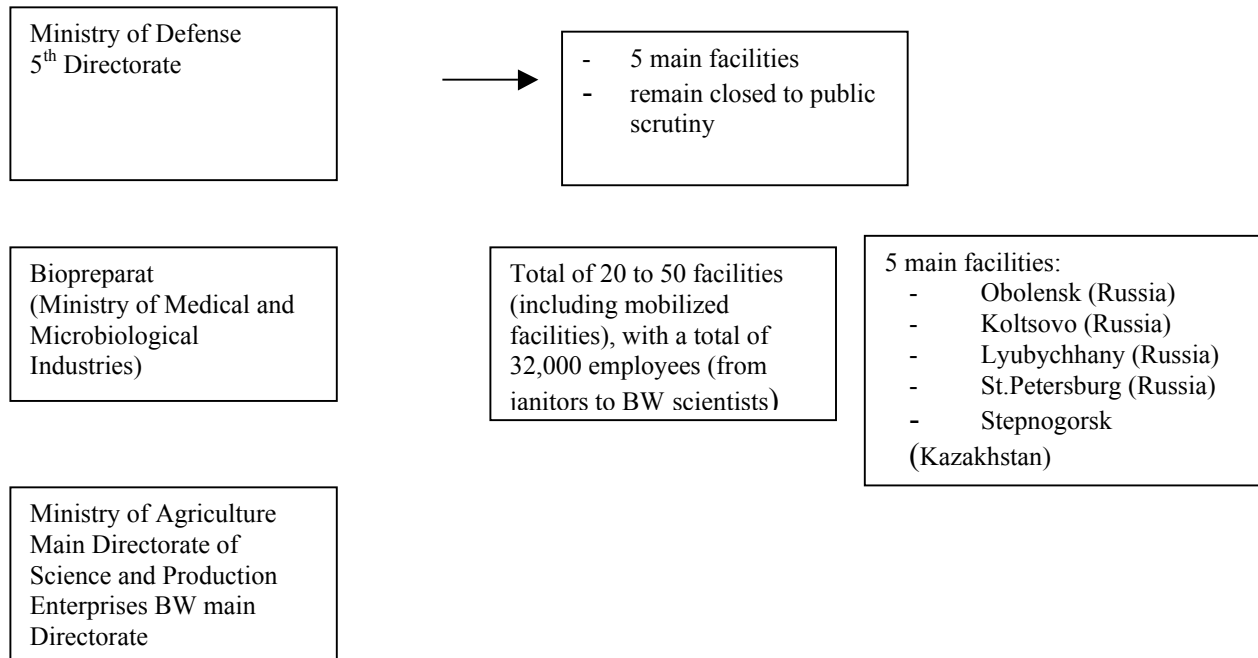 Ministry of Defense
5th Directorate
- 5 main facilities
- remain closed to public
scrutiny
Biopreparat
(Ministry of Medical and
Microbiological
Industries)
Total of 20 to 50 facilities
(including mobilized
facilities), with a total of
32,000 employees (from
janitors to BW scientists)
5 main facilities:
- Obolensk (Russia)
- Koltsovo (Russia)
- Lyubychhany (Russia)
- St.Petersburg (Russia)
- Stepnogorsk
(Kazakhstan)
Ministry of Agriculture
Main Directorate of
Science and Production
Enterprises BW main
Directorate